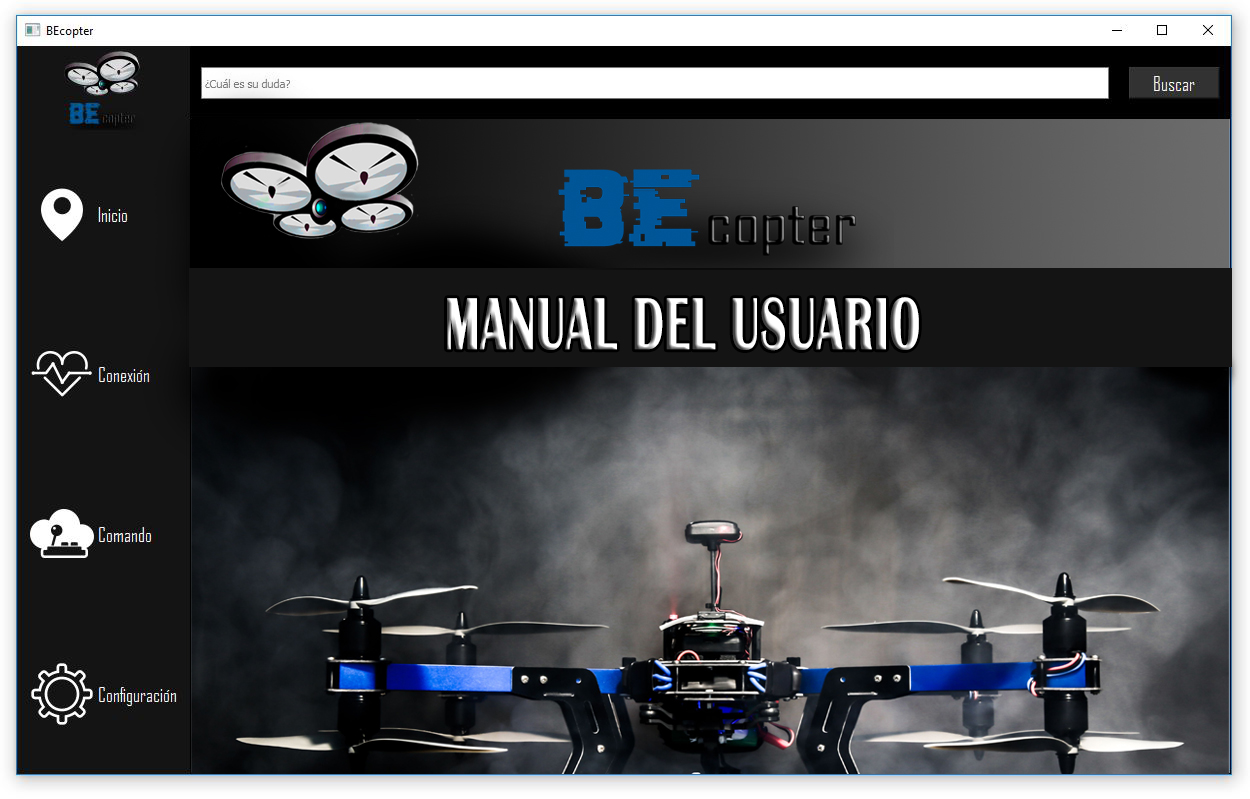 BEcopter
¿Cuál es su duda?
Buscar
BEcopter
BEcopter
MANUAL DEL USUARIO
Inicio
Conexión
Comando
Configuración